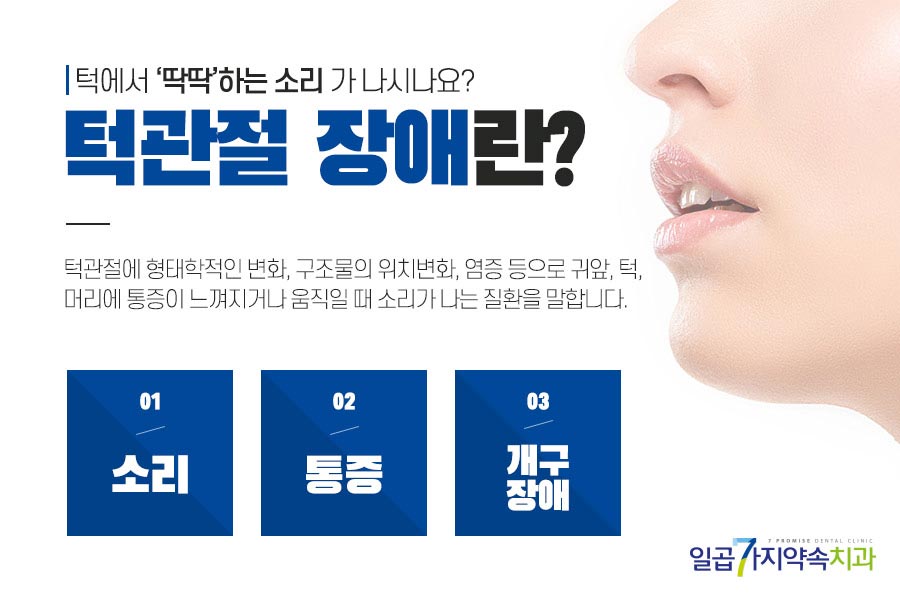 턱에서 ‘딱딱’하는 소리 가 나시나요?
턱관절 장애란?
턱관절에 형태학적인 변화, 구조물의 위치변화, 염증 등으로 귀앞, 턱,
머리에 통증이 느껴지거나 움직일 때 소리가 나는 질환을 말합니다.
01
소리
02
통증
03
개구
장애
7 PROMISE DENTAL CLINIC
일곱7가지약속치과